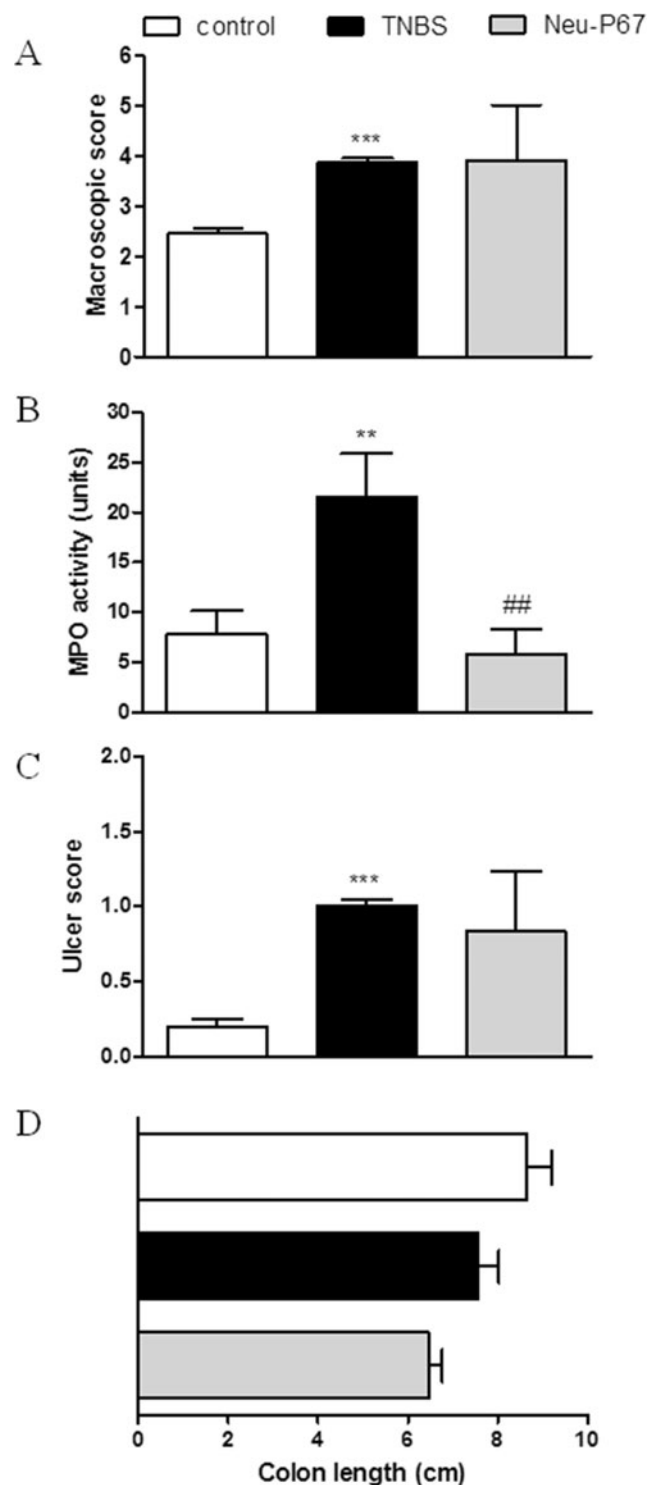 control TNBS Neu-P67
A
Macroscopic score
6
5
4
3
2
1
0
***
B
MPO activity (units)
30
25
20
15
10
5
0
**
##
C
Ulcer score
2.0
1.5
1.0
0.5
0.0
***
D
0 2 4 6 8 10
Colon length (cm)